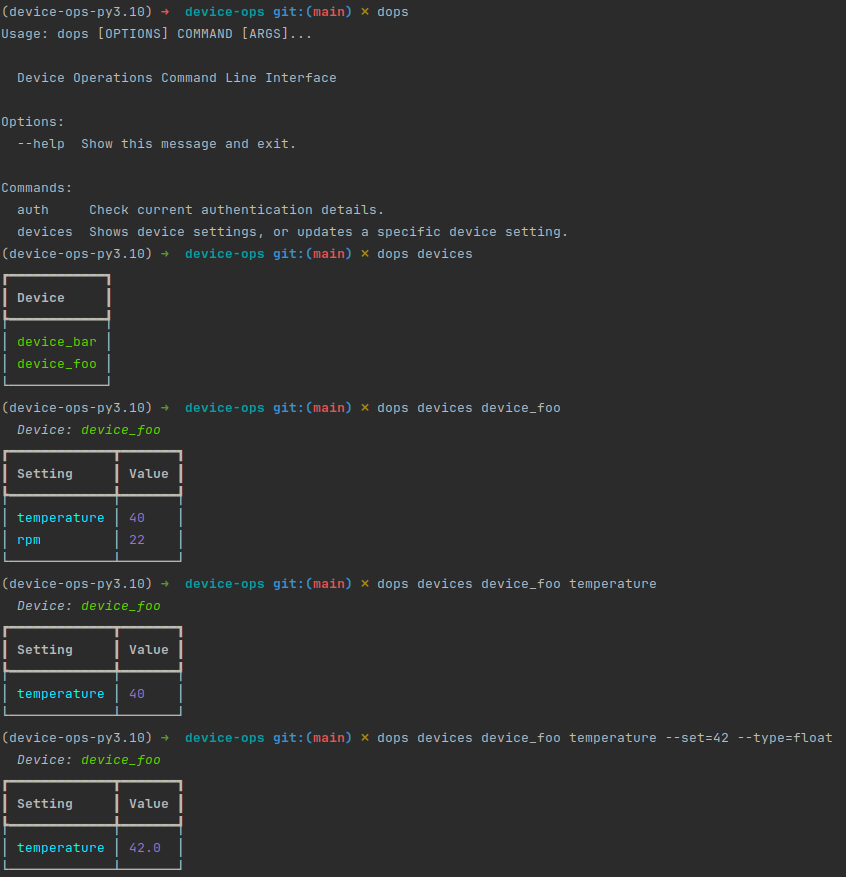 (device-ops-py3.10) ➜  device-ops git:(main) ✗ dops
Usage: dops [OPTIONS] COMMAND [ARGS]...
Device Operations Command Line Interface
Options:
--help  Show this message and exit.
Commands:
auth     Check current authentication details.
devices  Shows device settings, or updates a specific device setting.
(device-ops-py3.10) ➜  device-ops git:(main) ✗ dops devices
Device
device_bar
device_foo
(device-ops-py3.10) ➜  device-ops git:(main) ✗ dops devices device_foo
Device: device_foo
Setting Value
temperature 40
rpm 22
(device-ops-py3.10) ➜  device-ops git:(main) ✗ dops devices device_foo temperature
Device: device_foo
Setting Value
temperature 40
(device-ops-py3.10) ➜  device-ops git:(main) ✗ dops devices device_foo temperature --set=42 --type=float
Device: device_foo
Setting Value
temperature 42.0